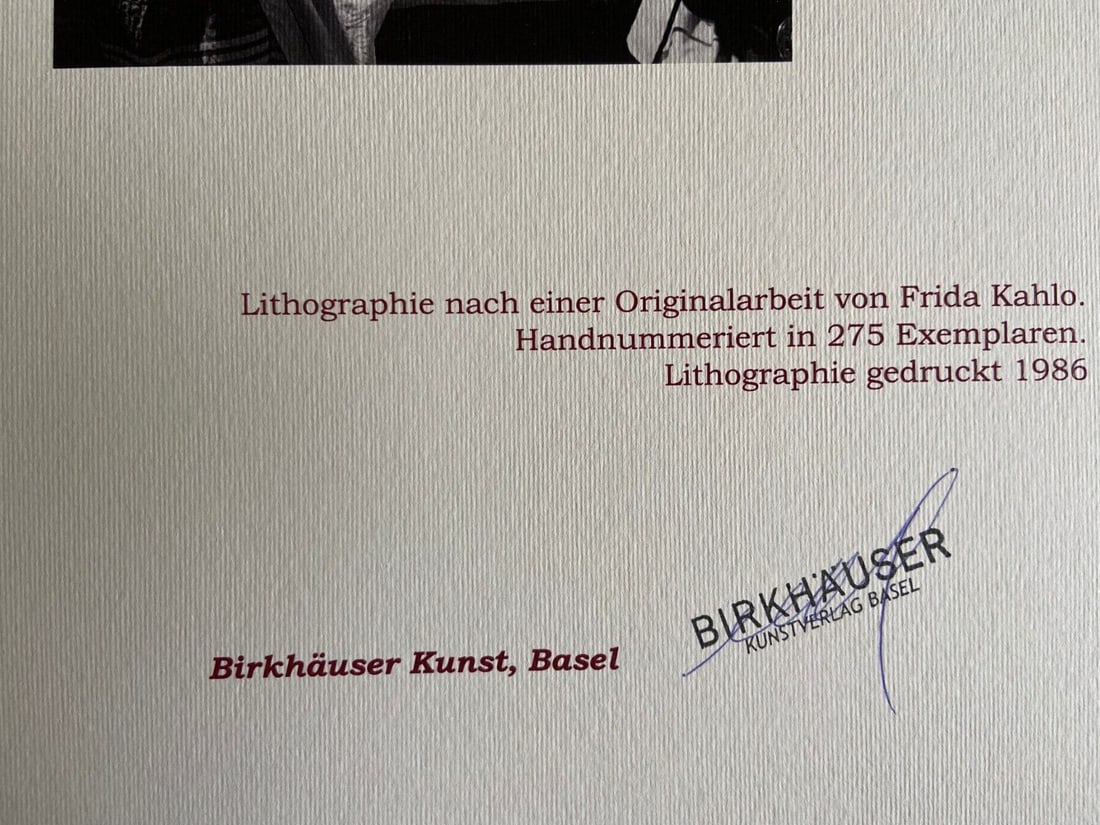 Lithographie nach einer Originalarbeit von Frida Kahlo.
Handnummeriert in 275 Exemplaren.
Lithographie gedruckt 1986
BIRKHÄUSER
KUNSTVERLAG BASEL
Birkhäuser Kunst, Basel